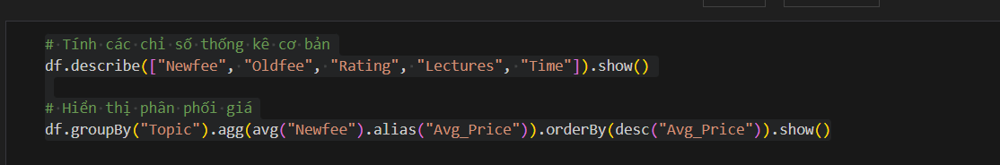 # Tính các chỉ số thống kê cơ bản
df.describe(["Newfee", "Oldfee", "Rating", "Lectures", "Time"]).show()
# Hiển thị phân phối giá
df.groupBy("Topic").agg(avg("Newfee").alias("Avg_Price")).orderBy(desc("Avg_Price")).show()